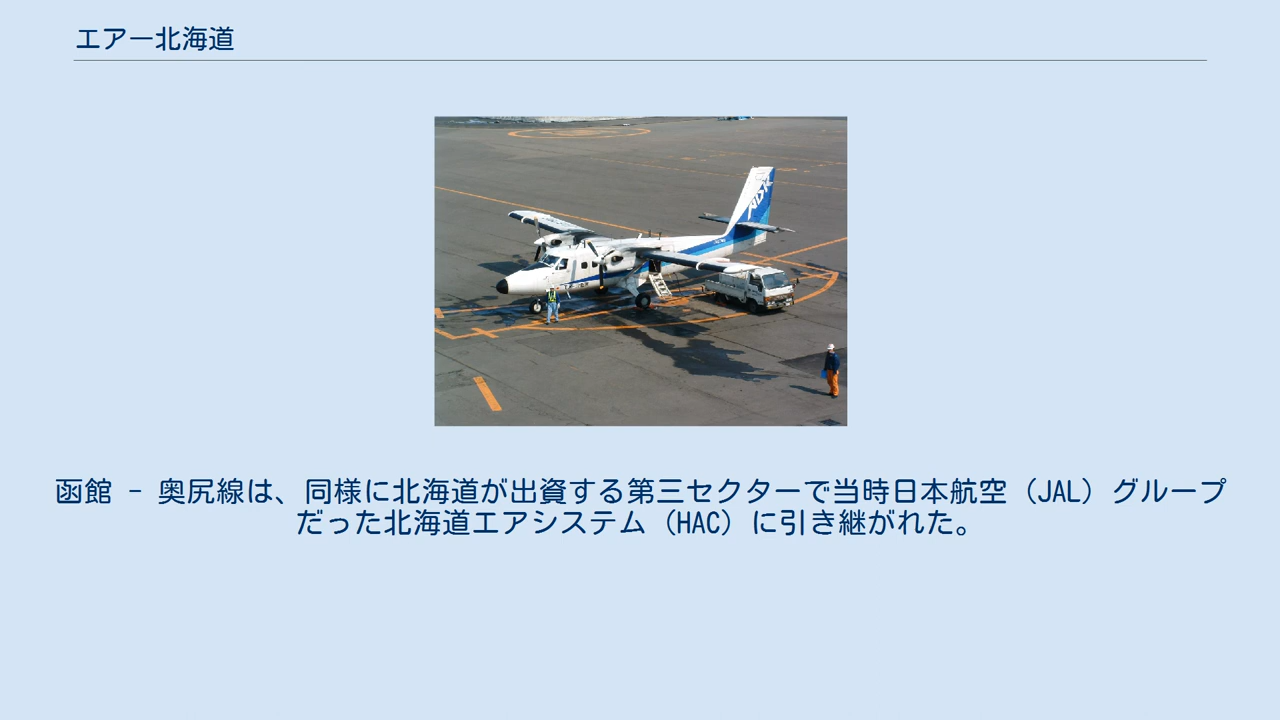 エアー北海道
ADK
函館 - 奥尻線は、同様に北海道が出資する第三セクターで当時日本航空（JAL）グループ
だった北海道エアシステム（HAC）に引き継がれた。